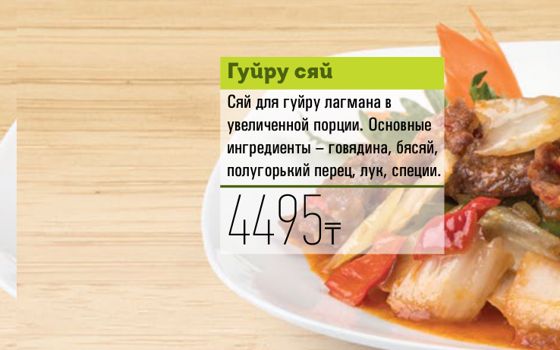 Гуйру сяй
Сяй для гуйру лагмана в
увеличенной порции. Основные
ингредиенты – говядина, бясяй,
полугорький перец, лук, специи.
4495₸